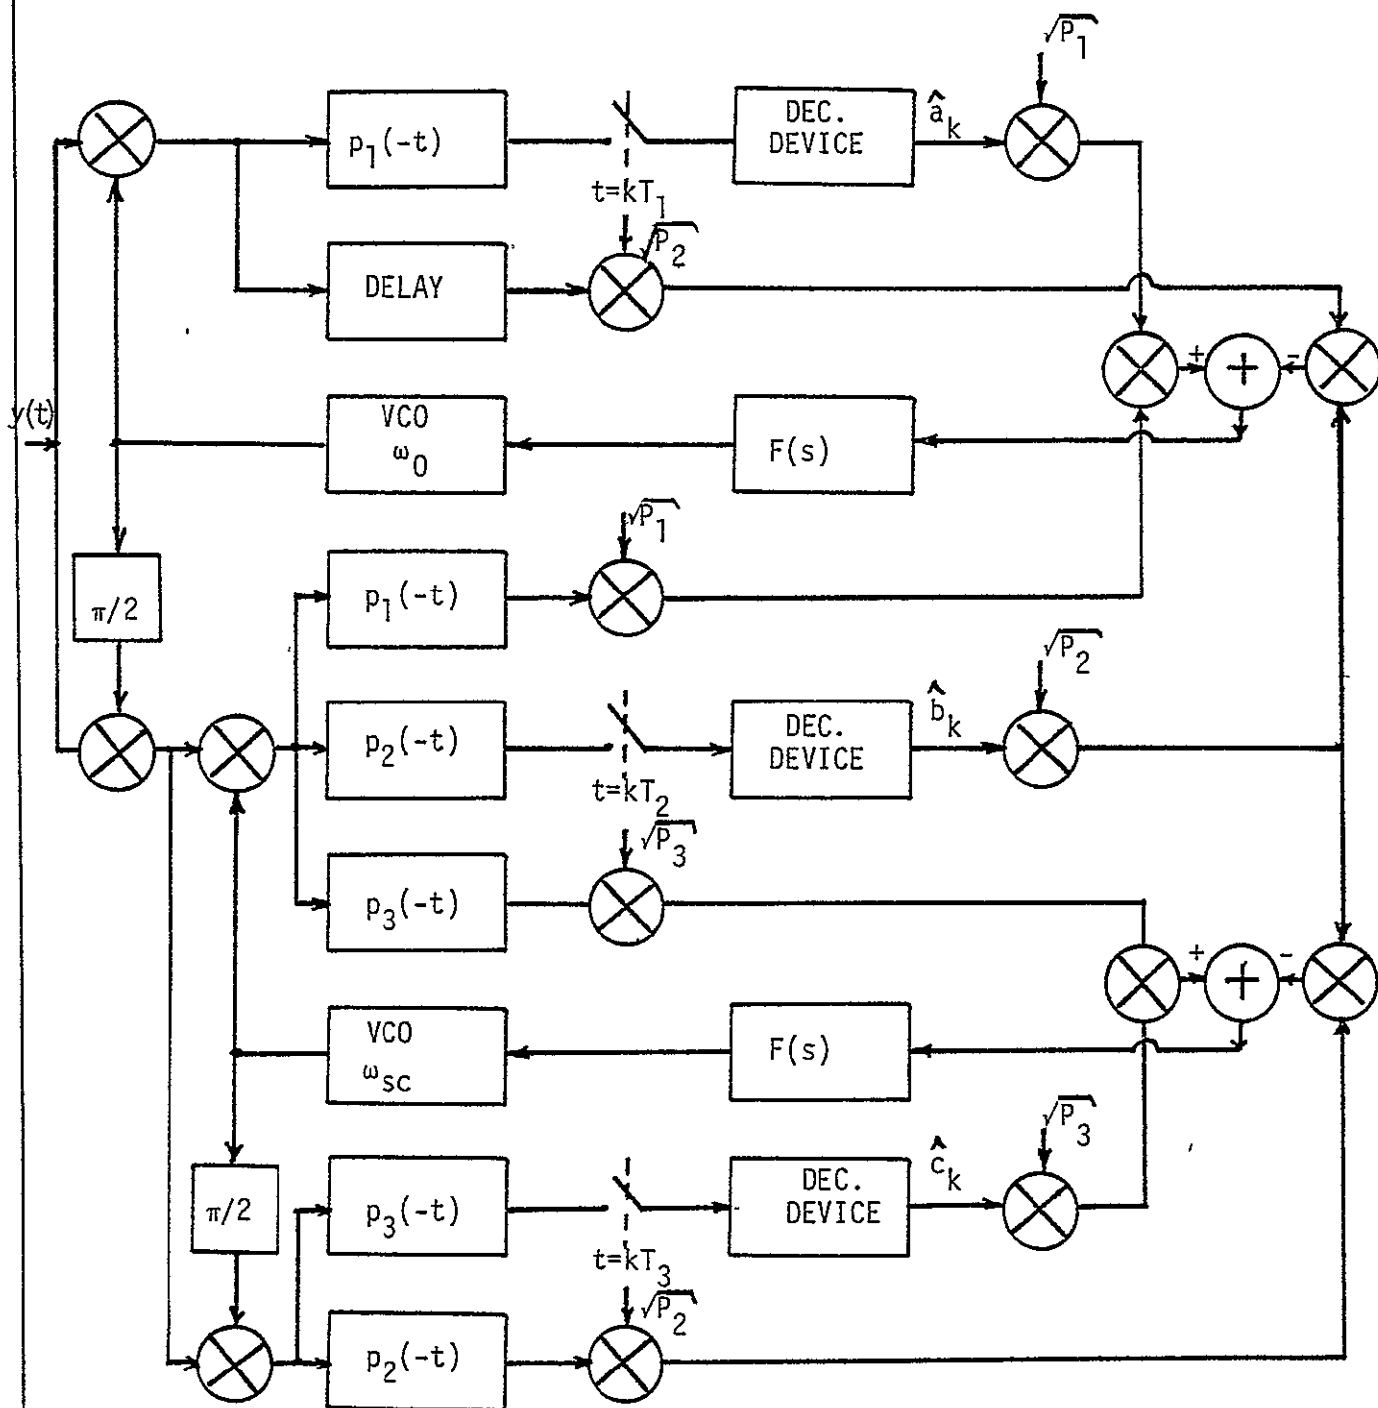 √P₁
p₁(-t)
DEC.
DEVICE
âₖ
t=kT₁
√P₂
DELAY
y(t)
VCO
ω₀
F(s)
√P₁
π/2
p₁(-t)
√P₂
p₂(-t)
DEC.
DEVICE
b̂ₖ
t=kT₂
√P₃
p₃(-t)
+
-
+
-
VCO
ω_SC
F(s)
√P₃
π/2
p₃(-t)
DEC.
DEVICE
ĉₖ
t=kT₃
√P₂
p₂(-t)